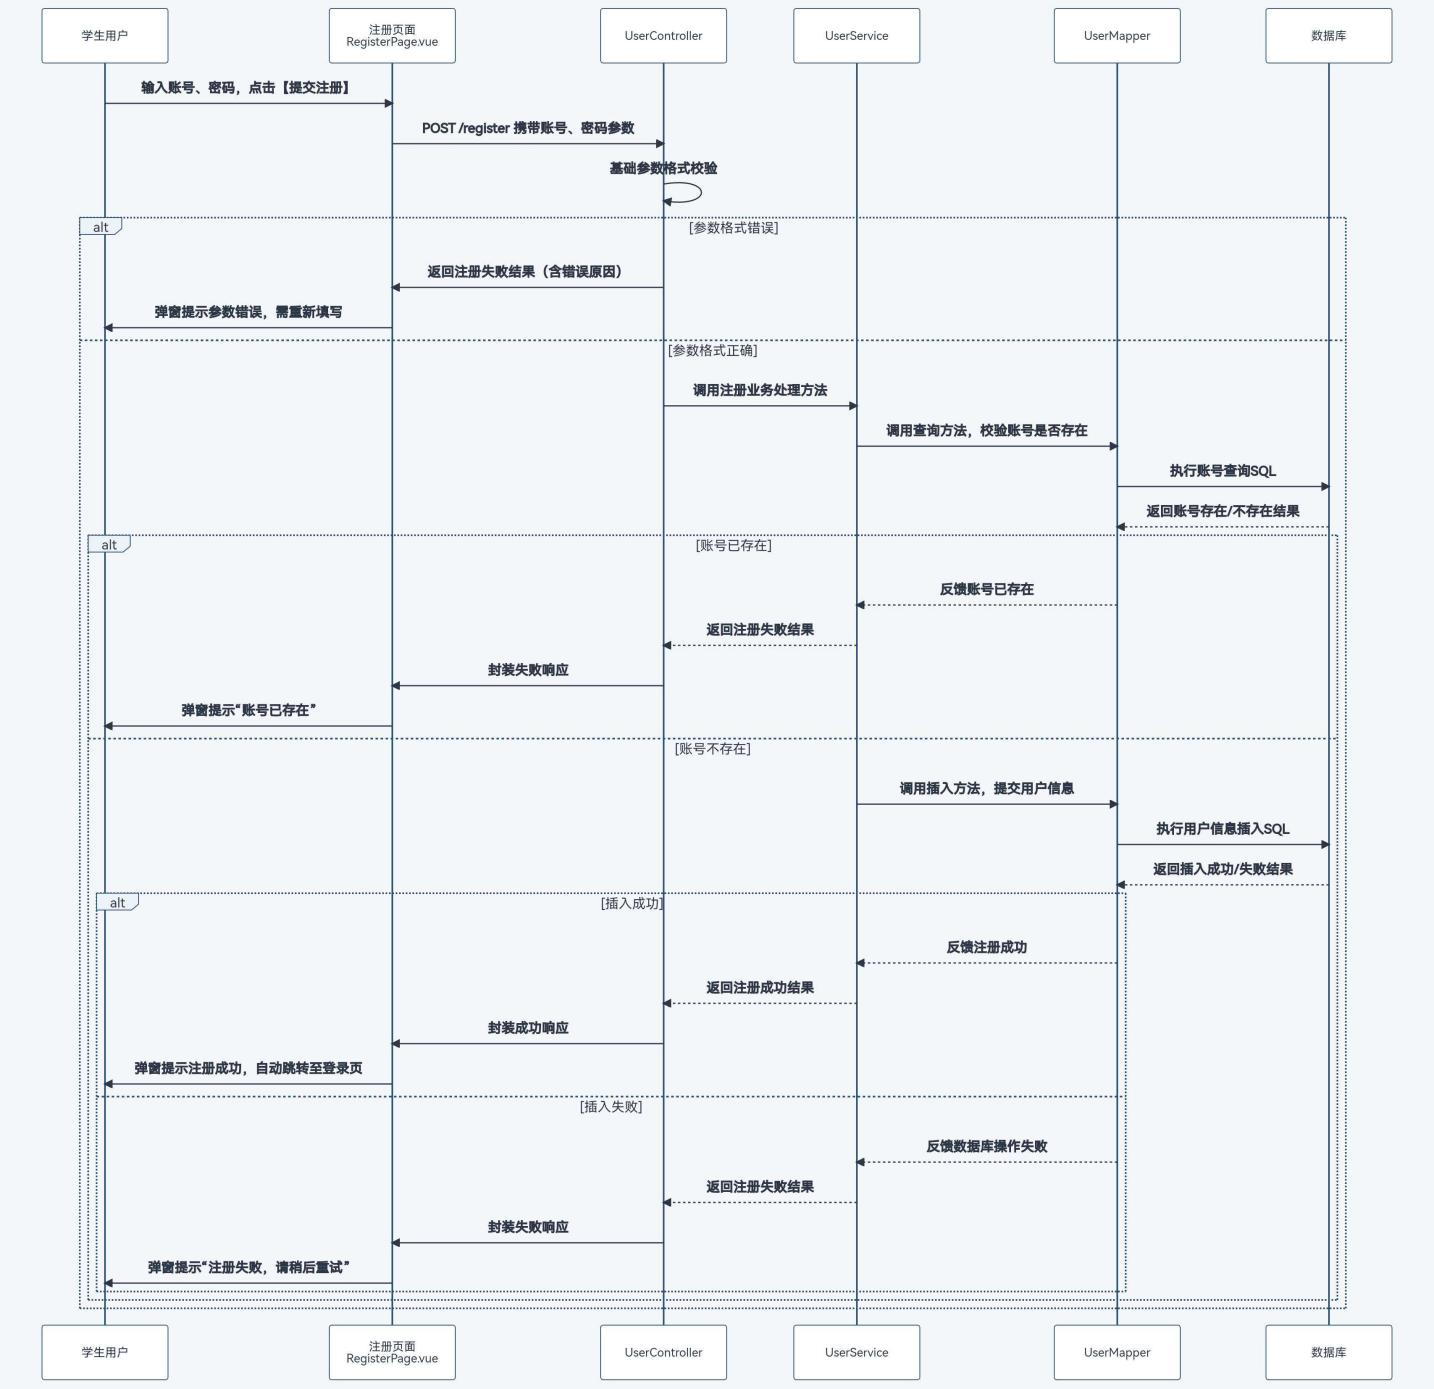 学生用户
注册页面
RegisterPage.vue
UserController
UserService
UserMapper
数据库
输入账号、密码，点击【提交注册】
POST /register 携带账号、密码参数
基础参数格式校验
alt
[参数格式错误]
返回注册失败结果（含错误原因）
弹窗提示参数错误，需重新填写
[参数格式正确]
调用注册业务处理方法
调用查询方法，校验账号是否存在
执行账号查询SQL
返回账号存在/不存在结果
alt
[账号已存在]
反馈账号已存在
返回注册失败结果
封装失败响应
弹窗提示“账号已存在”
[账号不存在]
调用插入方法，提交用户信息
执行用户信息插入SQL
返回插入成功/失败结果
alt
[插入成功]
反馈注册成功
返回注册成功结果
封装成功响应
弹窗提示注册成功，自动跳转至登录页
[插入失败]
反馈数据库操作失败
返回注册失败结果
封装失败响应
弹窗提示“注册失败，请稍后重试”
学生用户
注册页面
RegisterPage.vue
UserController
UserService
UserMapper
数据库